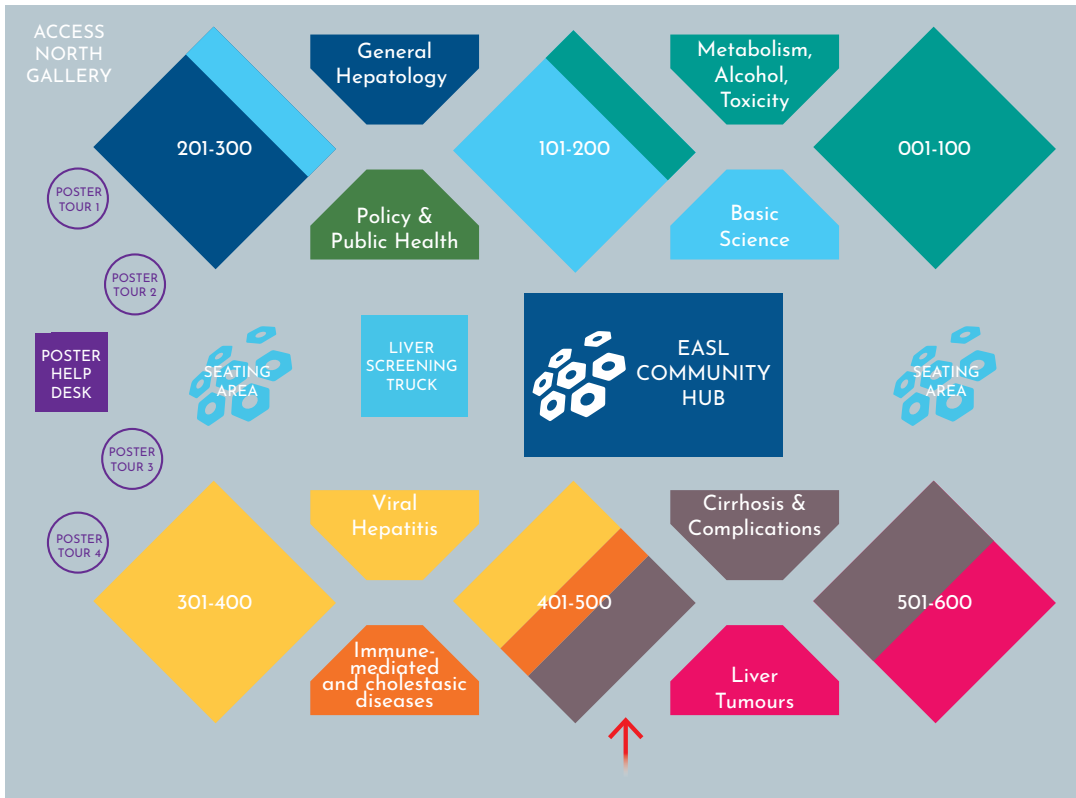 ACCESS
NORTH
GALLERY
General
Hepatology
Metabolism,
Alcohol,
Toxicity
201-300
101-200
001-100
POSTER
TOUR 1
Policy &
Public Health
Basic
Science
POSTER
TOUR 2
POSTER
HELP
DESK
SEATING
AREA
LIVER
SCREENING
TRUCK
EASL
COMMUNITY
HUB
SEATING
AREA
POSTER
TOUR 3
Viral
Hepatitis
Cirrhosis &
Complications
POSTER
TOUR 4
301-400
401-500
501-600
Immune-
mediated
and cholestasic
diseases
Liver
Tumours